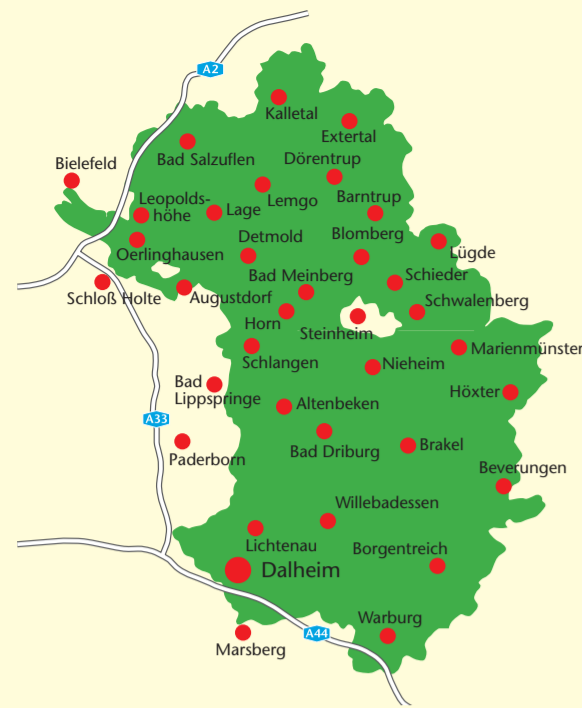 A2
Kalletal
Extertal
Bad Salzuflen
Dörentrup
Bielefeld
Leopolds-
höhe
Lage
Lemgo
Barntrup
Oerlinghausen
Detmold
Blomberg
Lügde
Bad Meinberg
Schieder
Schloß Holte
Augustdorf
Schwalenberg
Horn
Steinheim
Schlangen
Marienmünster
Nieheim
Bad
Lippspringe
Höxter
Altenbeken
A33
Bad Driburg
Brakel
Paderborn
Beverungen
Willebadessen
Lichtenau
Borgentreich
Dalheim
Warburg
A44
Marsberg